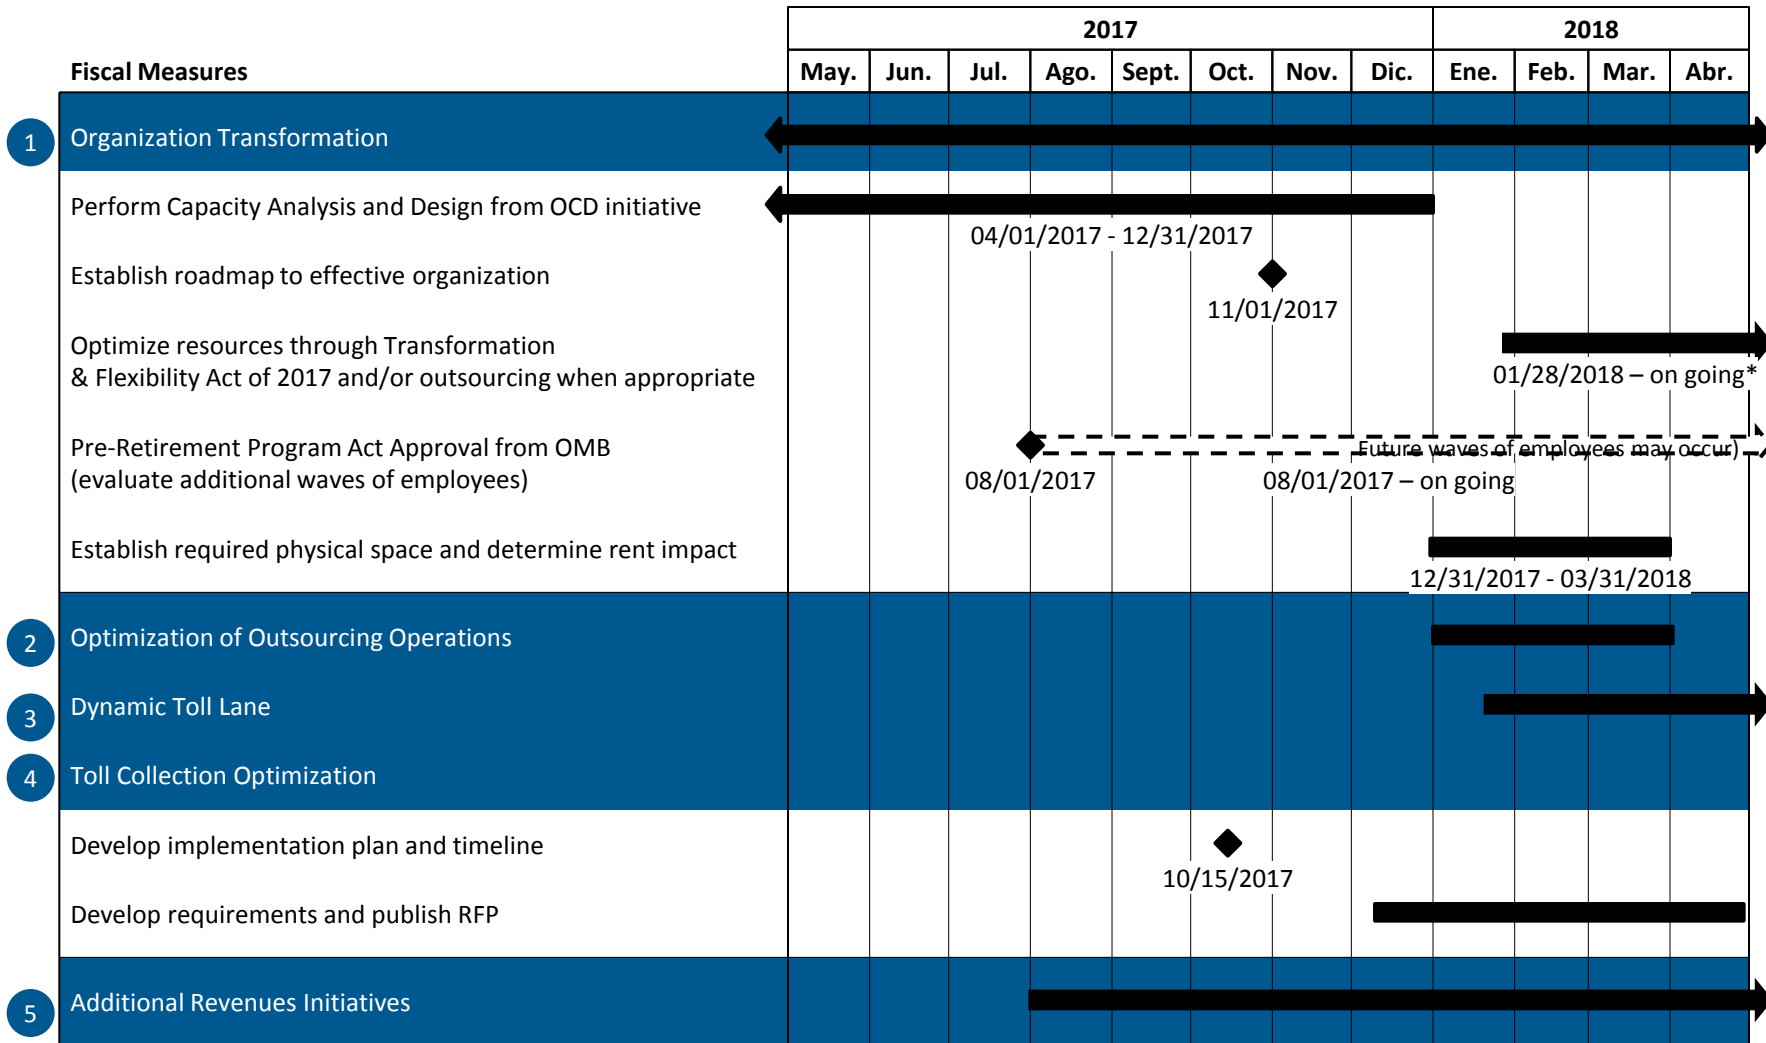 2017 2018
Fiscal Measures May. Jun. Jul. Ago. Sept. Oct. Nov. Dic. Ene. Feb. Mar. Abr.
1 Organization Transformation
Perform Capacity Analysis and Design from OCD initiative
04/01/2017 - 12/31/2017
Establish roadmap to effective organization
11/01/2017
Optimize resources through Transformation
& Flexibility Act of 2017 and/or outsourcing when appropriate
01/28/2018 – on going*
Pre-Retirement Program Act Approval from OMB
Future waves of employees may occur)
(evaluate additional waves of employees)
08/01/2017 08/01/2017 – on going
Establish required physical space and determine rent impact
12/31/2017 - 03/31/2018
2 Optimization of Outsourcing Operations
3 Dynamic Toll Lane
4 Toll Collection Optimization
Develop implementation plan and timeline
10/15/2017
Develop requirements and publish RFP
5 Additional Revenues Initiatives